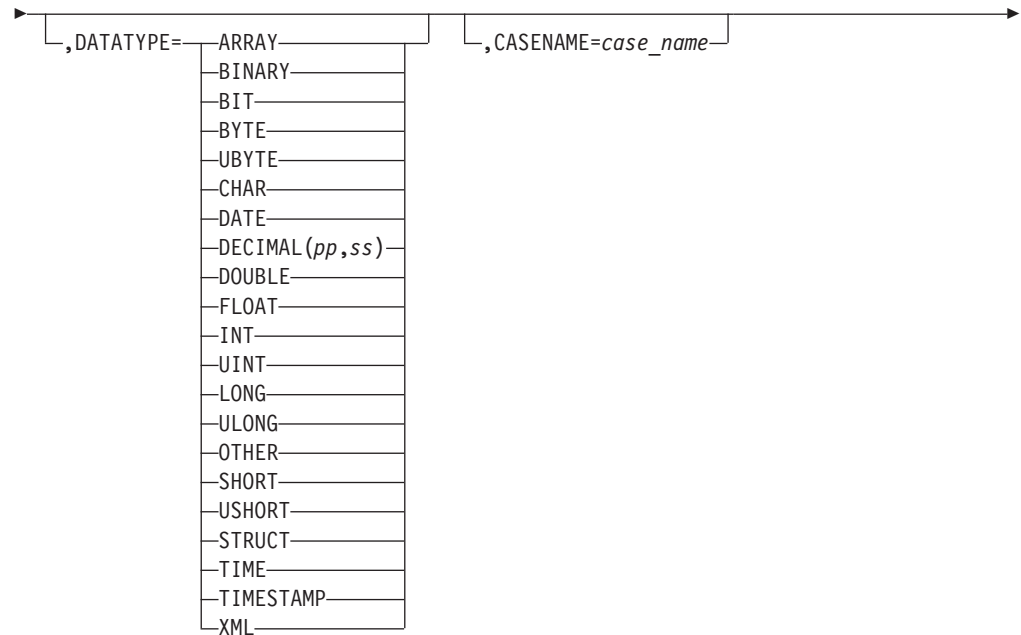 ,DATATYPE= ARRAY ,CASENAME=case_name
BINARY
BIT
BYTE
UBYTE
CHAR
DATE
DECIMAL(pp,ss)
DOUBLE
FLOAT
INT
UINT
LONG
ULONG
OTHER
SHORT
USHORT
STRUCT
TIME
TIMESTAMP
XML